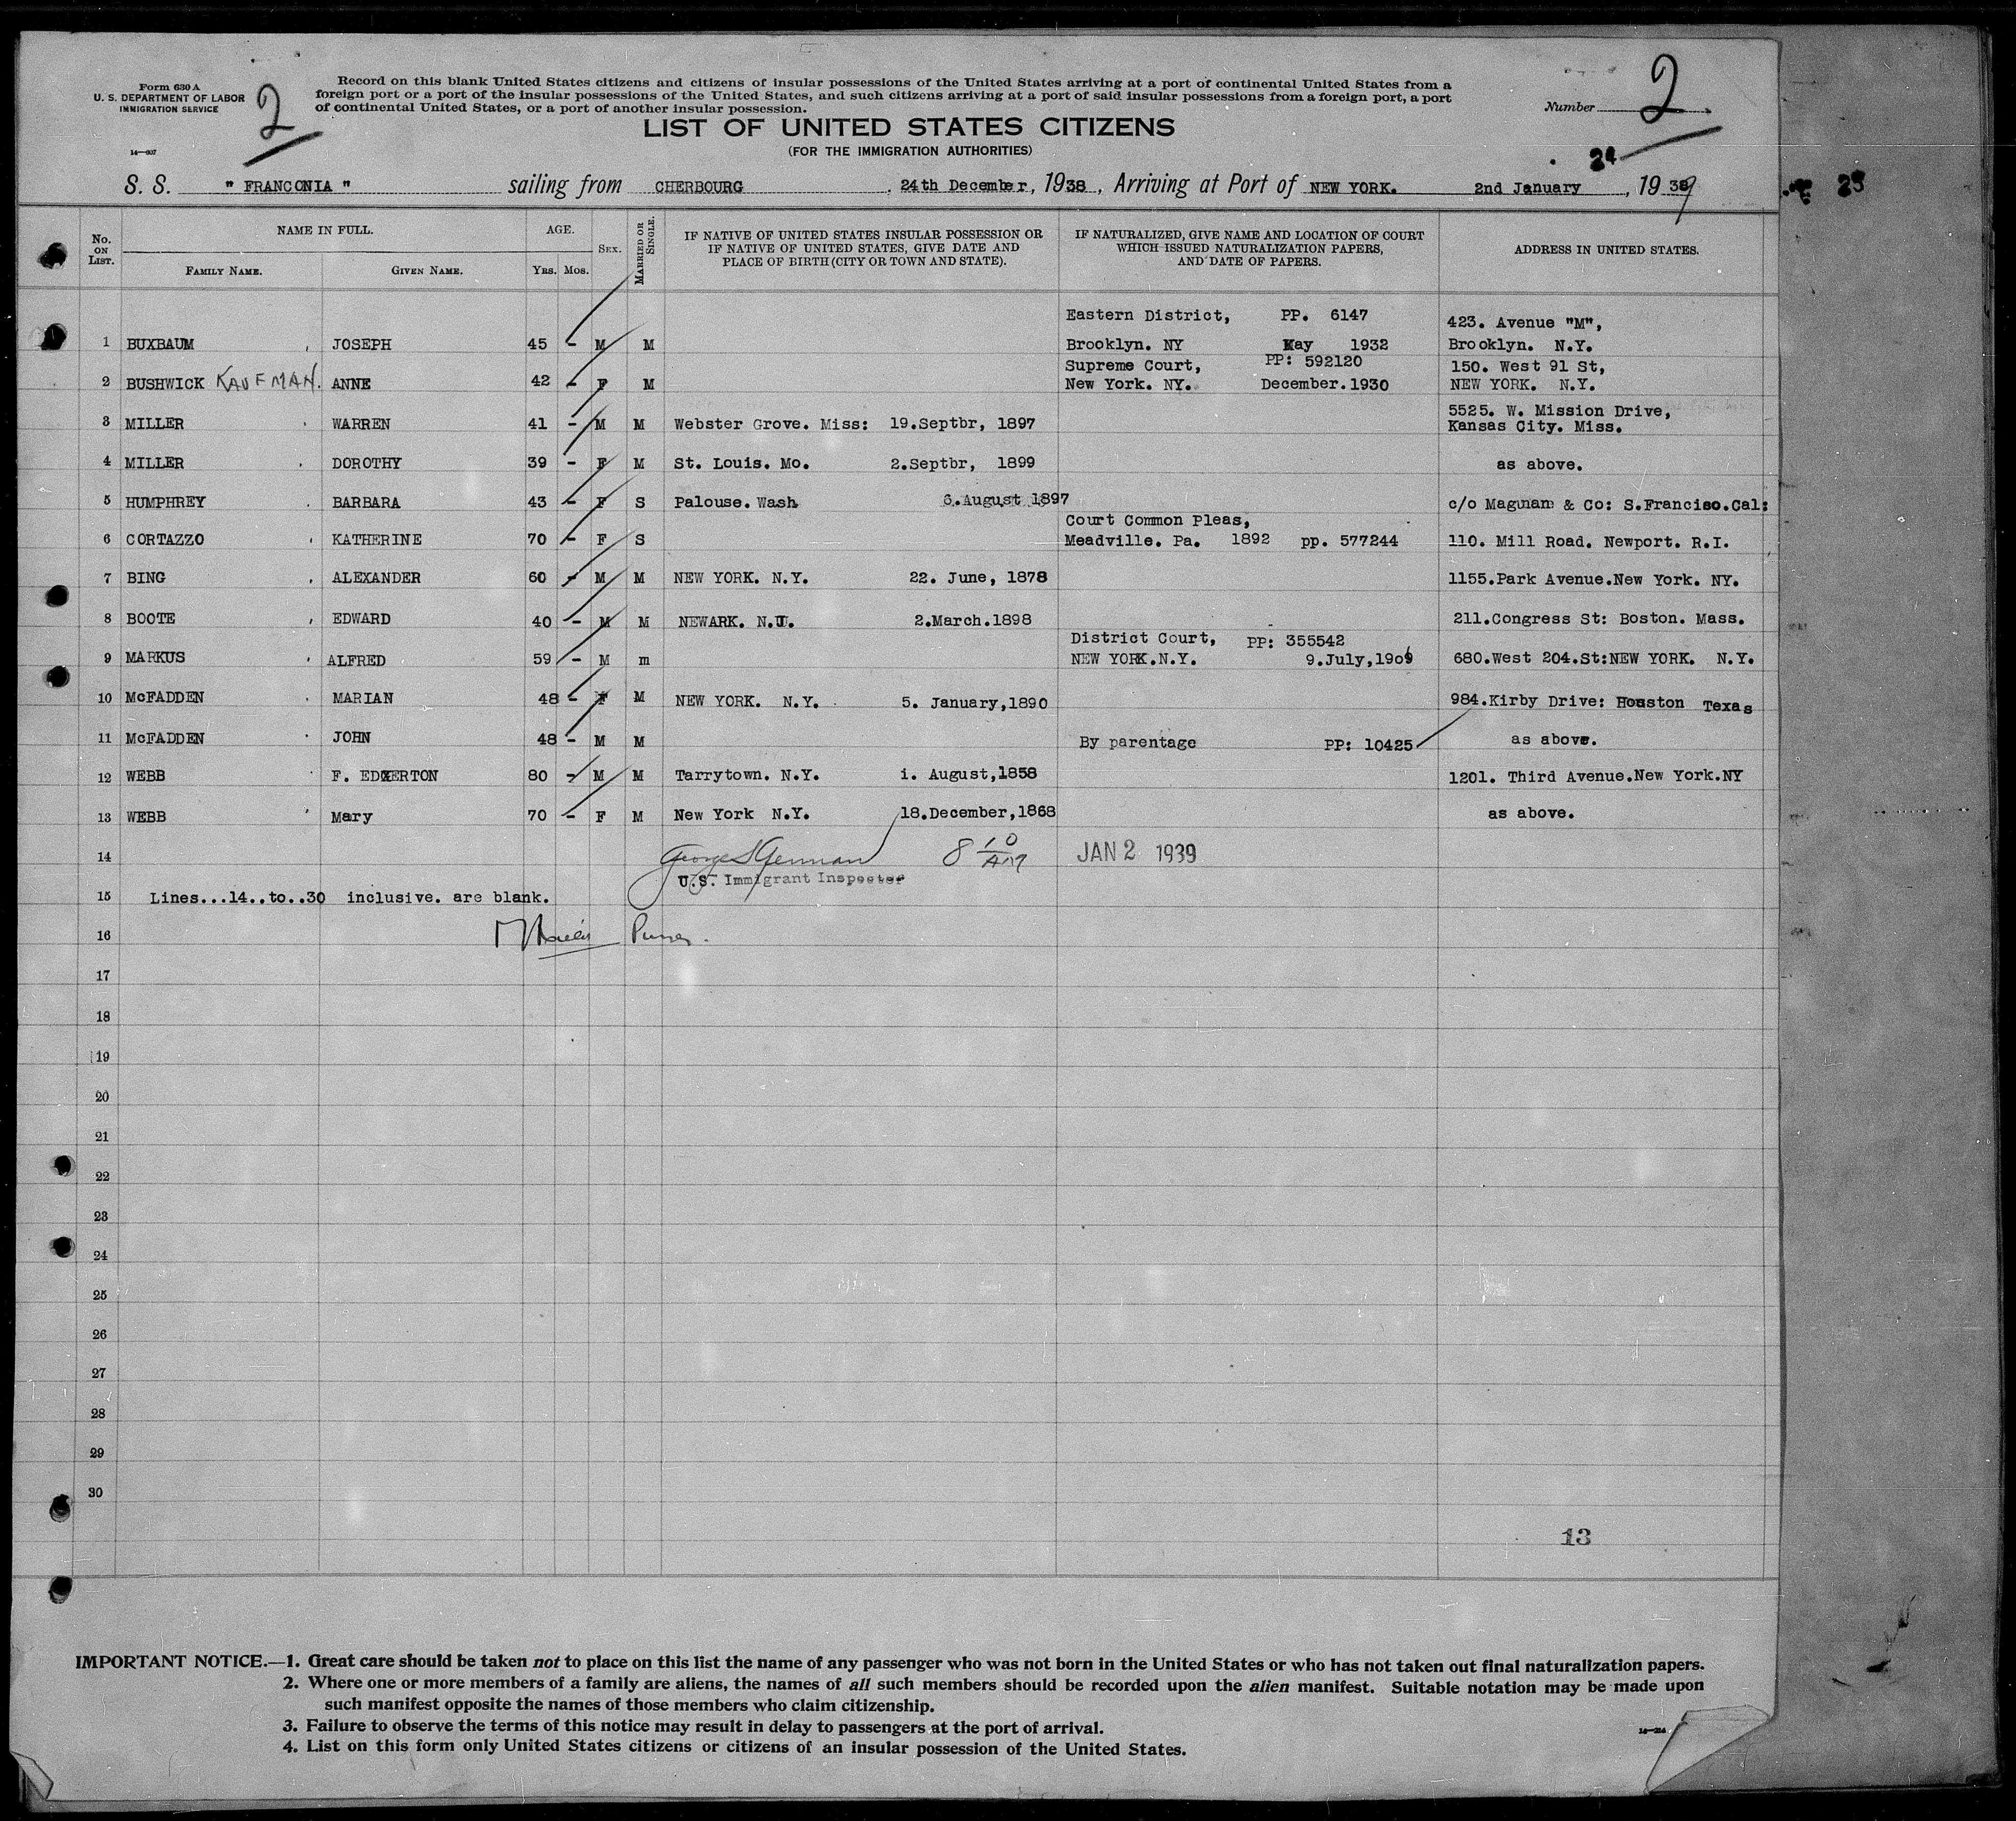 Form 630 A
U. S. DEPARTMENT OF LABOR
IMMIGRATION SERVICE
14—607
2
Record on this blank United States citizens and citizens of insular possessions of the United States arriving at a port of continental United States from a
foreign port or a port of the insular possessions of the United States, and such citizens arriving at a port of said insular possessions from a foreign port, a port
of continental United States, or a port of another insular possession.
Number 2
LIST OF UNITED STATES CITIZENS
(FOR THE IMMIGRATION AUTHORITIES)
24
S. S. " FRANCONIA " sailing from CHERBOURG , 24th December, 1938, Arriving at Port of NEW YORK. 2nd January, 1939
25
No. ON LIST. NAME IN FULL. FAMILY NAME. GIVEN NAME. AGE. YRS. MOS. SEX. MARRIED OR SINGLE. IF NATIVE OF UNITED STATES INSULAR POSSESSION OR IF NATIVE OF UNITED STATES, GIVE DATE AND PLACE OF BIRTH (CITY OR TOWN AND STATE). IF NATURALIZED, GIVE NAME AND LOCATION OF COURT WHICH ISSUED NATURALIZATION PAPERS, AND DATE OF PAPERS. ADDRESS IN UNITED STATES.
1 BUXBAUM JOSEPH 45 - M M Eastern District, PP. 6147 Brooklyn. NY May 1932 423. Avenue "M", Brooklyn. N.Y.
2 BUSHWICK KAUFMAN. ANNE 42 - F M Supreme Court, PP: 592120 New York. NY. December.1930 150. West 91 St, NEW YORK. N.Y.
3 MILLER WARREN 41 - M M Webster Grove. Miss: 19.Septbr, 1897 5525. W. Mission Drive, Kansas City. Miss.
4 MILLER DOROTHY 39 - F M St. Louis. Mo. 2.Septbr, 1899 as above.
5 HUMPHREY BARBARA 43 - F S Palouse. Wash 6.August 1897 c/o Magnam & Co: S.Franciso.Cal:
6 CORTAZZO KATHERINE 70 - F S Court Common Pleas, Meadville. Pa. 1892 pp. 577244 110. Mill Road. Newport. R.I.
7 BING ALEXANDER 60 - M M NEW YORK. N.Y. 22. June, 1878 1155.Park Avenue.New York. NY.
8 BOOTE EDWARD 40 - M M NEWARK. N.J. 2.March.1898 211.Congress St: Boston. Mass.
9 MARKUS ALFRED 59 - M m District Court, PP: 355542 NEW YORK.N.Y. 9.July,1906 680.West 204.St:NEW YORK. N.Y.
10 McFADDEN MARIAN 48 - F M NEW YORK. N.Y. 5. January,1890 984.Kirby Drive: Houston Texas
11 McFADDEN JOHN 48 - M M By parentage PP: 10425 as above.
12 WEBB F. EDGERTON 80 - M M Tarrytown. N.Y. 1. August,1858 1201. Third Avenue.New York.NY
13 WEBB Mary 70 - F M New York N.Y. 18.December,1868 as above.
14 8 10 AM JAN 2 1939
U.S. Immigrant Inspector
15 Lines...14..to..30 inclusive. are blank.
16 Purser.
17
18
19
20
21
22
23
24
25
26
27
28
29
30
13
IMPORTANT NOTICE.—1. Great care should be taken not to place on this list the name of any passenger who was not born in the United States or who has not taken out final naturalization papers.
2. Where one or more members of a family are aliens, the names of all such members should be recorded upon the alien manifest. Suitable notation may be made upon
such manifest opposite the names of those members who claim citizenship.
3. Failure to observe the terms of this notice may result in delay to passengers at the port of arrival.
4. List on this form only United States citizens or citizens of an insular possession of the United States.